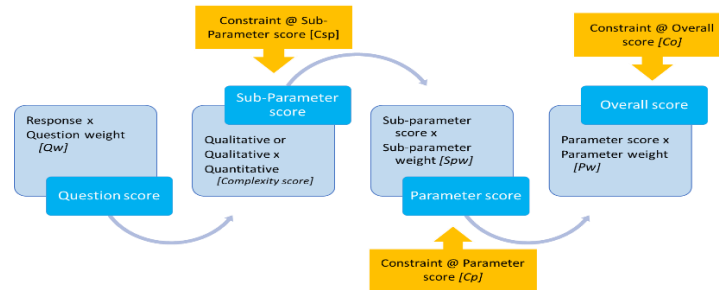 Constraint @ Sub-
Parameter score [Csp]
Constraint @ Overall
score [Co]
Response x
Question weight
[Qw]
Question score
Sub-Parameter
score
Qualitative or
Qualitative x
Quantitative
[Complexity score]
Sub-parameter
score x
Sub-parameter
weight [Spw]
Parameter score
Overall score
Parameter score x
Parameter weight
[Pw]
Constraint @ Parameter
score [Cp]